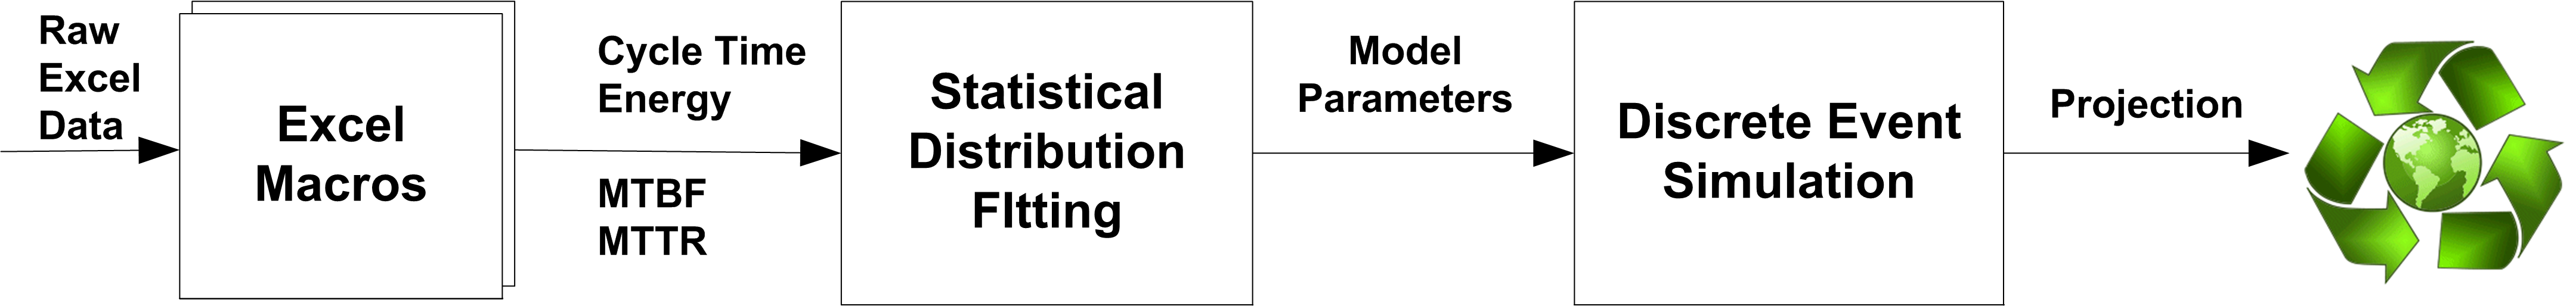 Raw
Excel
Data
Excel
Macros
Cycle Time
Energy
MTBF
MTTR
Statistical
Distribution
FItting
Model
Parameters
Discrete Event
Simulation
Projection